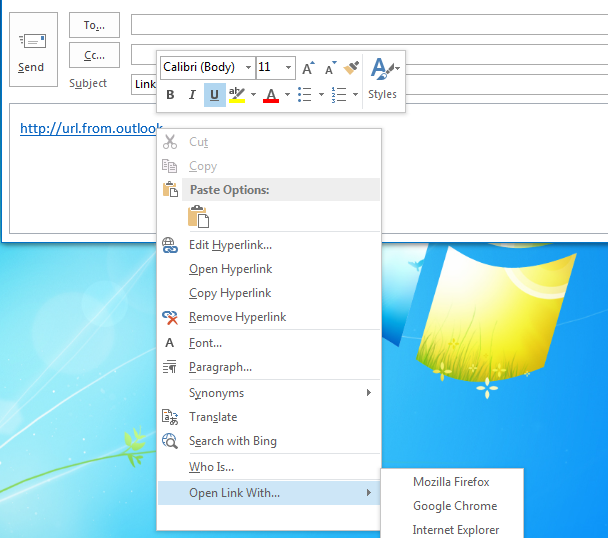 To...
Send
Cc...
Subject
Link
Calibri (Body)
11
A A
A
B I U ab A
Styles
http://url.from.outlook
Cut
Copy
Paste Options:
Edit Hyperlink...
Open Hyperlink
Copy Hyperlink
Remove Hyperlink
A Font...
Paragraph...
Synonyms
Translate
Search with Bing
Who Is...
Open Link With...
Mozilla Firefox
Google Chrome
Internet Explorer